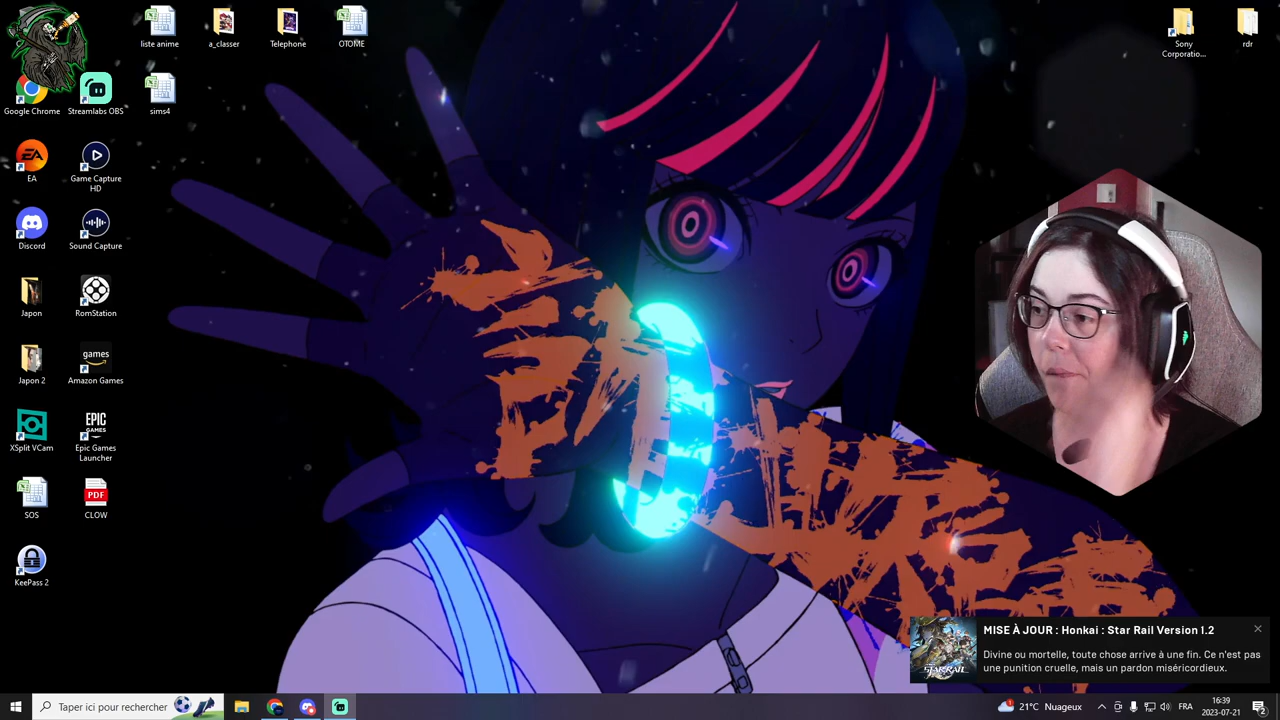 liste anime
a_classer
Telephone
OTOME
Sony
Corporatio...
rdr
Google Chrome
Streamlabs OBS
sims4
EA
EA
Game Capture
HD
Discord
Sound Capture
Japon
RomStation
games
Japon 2
Amazon Games
EPIC
GAMES
XSplit VCam
Epic Games
Launcher
PDF
SOS
CLOW
KeePass 2
MISE À JOUR : Honkai : Star Rail Version 1.2
Divine ou mortelle, toute chose arrive à une fin. Ce n'est pas
une punition cruelle, mais un pardon miséricordieux.
Taper ici pour rechercher
21°C Nuageux
FRA
16:39
2023-07-21
2